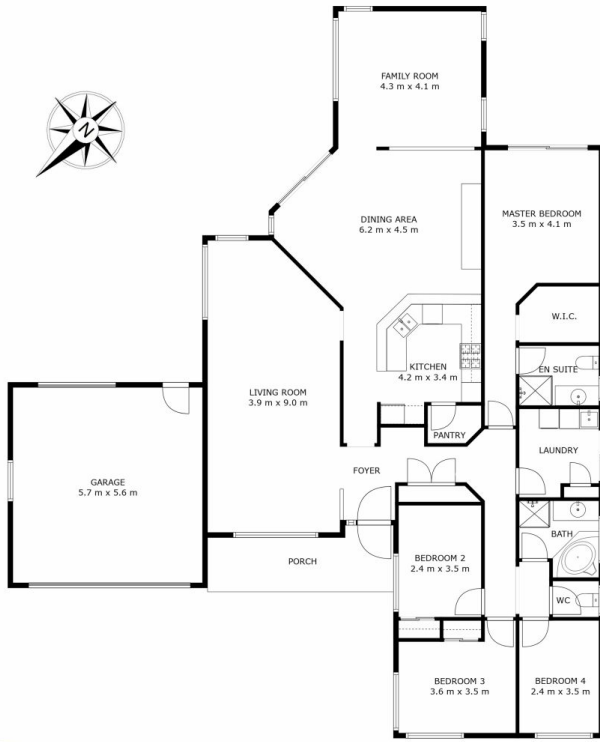 FAMILY ROOM
4.3 m x 4.1 m
N
DINING AREA
6.2 m x 4.5 m
MASTER BEDROOM
3.5 m x 4.1 m
W.I.C.
EN SUITE
KITCHEN
4.2 m x 3.4 m
LIVING ROOM
3.9 m x 9.0 m
PANTRY
LAUNDRY
FOYER
GARAGE
5.7 m x 5.6 m
BATH
PORCH
BEDROOM 2
2.4 m x 3.5 m
WC
BEDROOM 3
3.6 m x 3.5 m
BEDROOM 4
2.4 m x 3.5 m